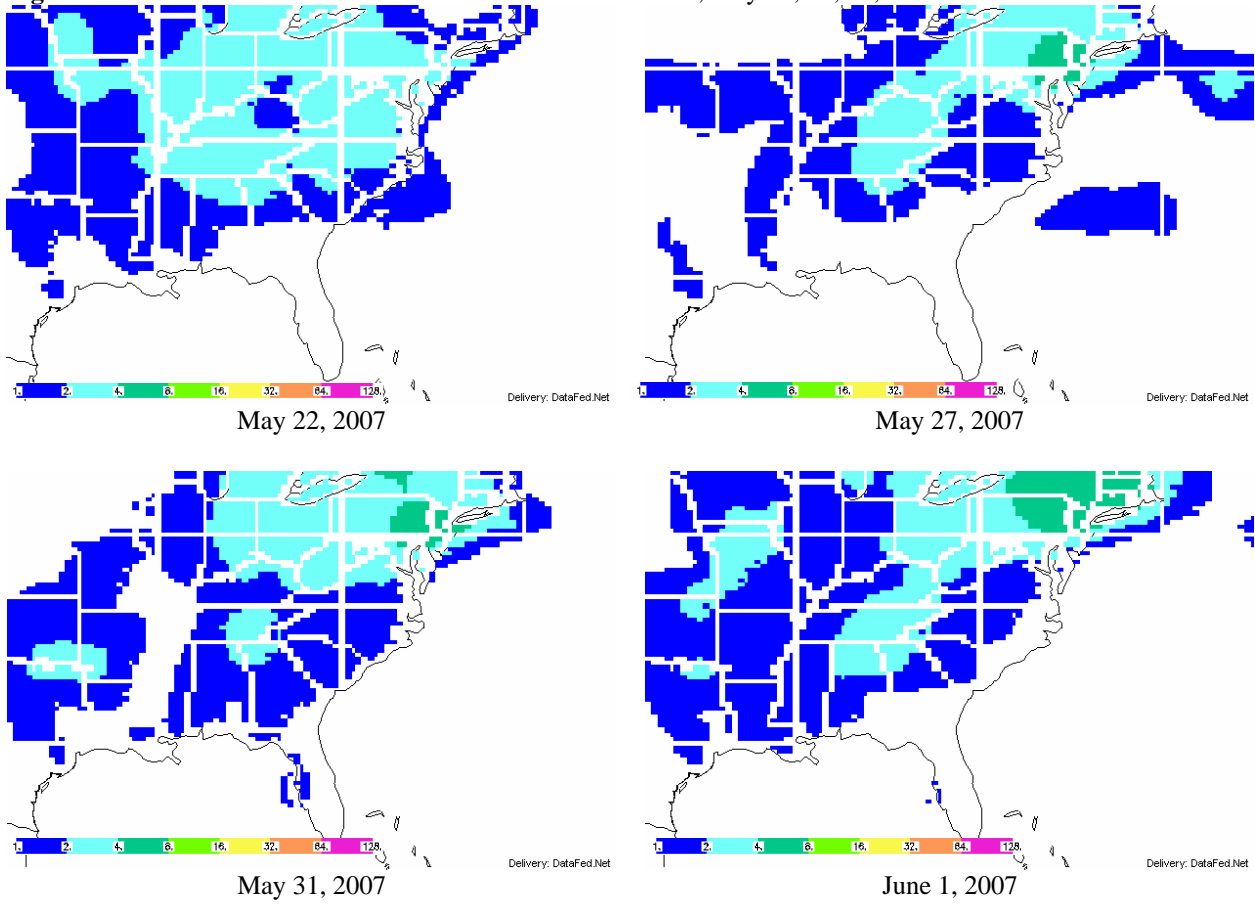 1. 2. 4. 8. 16. 32. 64. 128.
Delivery: DataFed.Net
May 22, 2007
1. 2. 4. 8. 16. 32. 64. 128.
Delivery: DataFed.Net
May 27, 2007
1. 2. 4. 8. 16. 32. 64. 128.
Delivery: DataFed.Net
May 31, 2007
1. 2. 4. 8. 16. 32. 64. 128.
Delivery: DataFed.Net
June 1, 2007